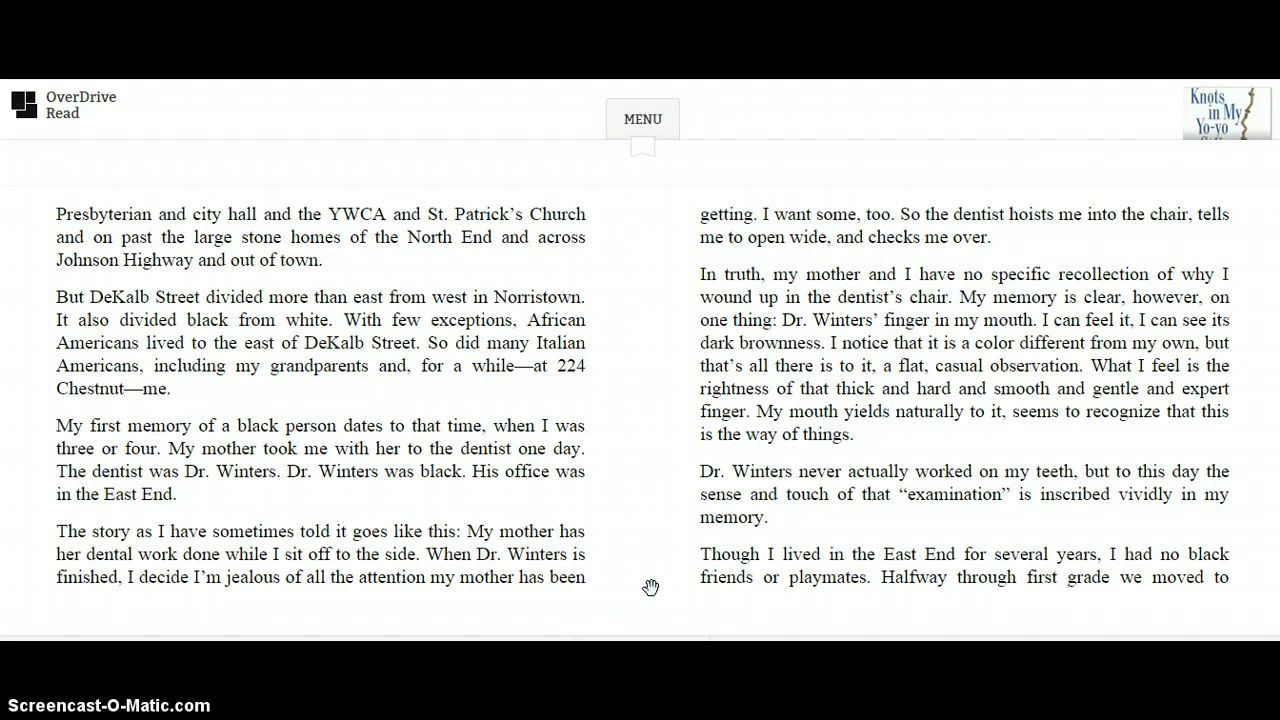 OverDrive
Read
MENU
Knots
in My
Yo-yo
Presbyterian and city hall and the YWCA and St. Patrick’s Church
and on past the large stone homes of the North End and across
Johnson Highway and out of town.
But DeKalb Street divided more than east from west in Norristown.
It also divided black from white. With few exceptions, African
Americans lived to the east of DeKalb Street. So did many Italian
Americans, including my grandparents and, for a while—at 224
Chestnut—me.
My first memory of a black person dates to that time, when I was
three or four. My mother took me with her to the dentist one day.
The dentist was Dr. Winters. Dr. Winters was black. His office was
in the East End.
The story as I have sometimes told it goes like this: My mother has
her dental work done while I sit off to the side. When Dr. Winters is
finished, I decide I’m jealous of all the attention my mother has been
getting. I want some, too. So the dentist hoists me into the chair, tells
me to open wide, and checks me over.
In truth, my mother and I have no specific recollection of why I
wound up in the dentist’s chair. My memory is clear, however, on
one thing: Dr. Winters’ finger in my mouth. I can feel it, I can see its
dark brownness. I notice that it is a color different from my own, but
that’s all there is to it, a flat, casual observation. What I feel is the
rightness of that thick and hard and smooth and gentle and expert
finger. My mouth yields naturally to it, seems to recognize that this
is the way of things.
Dr. Winters never actually worked on my teeth, but to this day the
sense and touch of that “examination” is inscribed vividly in my
memory.
Though I lived in the East End for several years, I had no black
friends or playmates. Halfway through first grade we moved to
Screencast-O-Matic.com